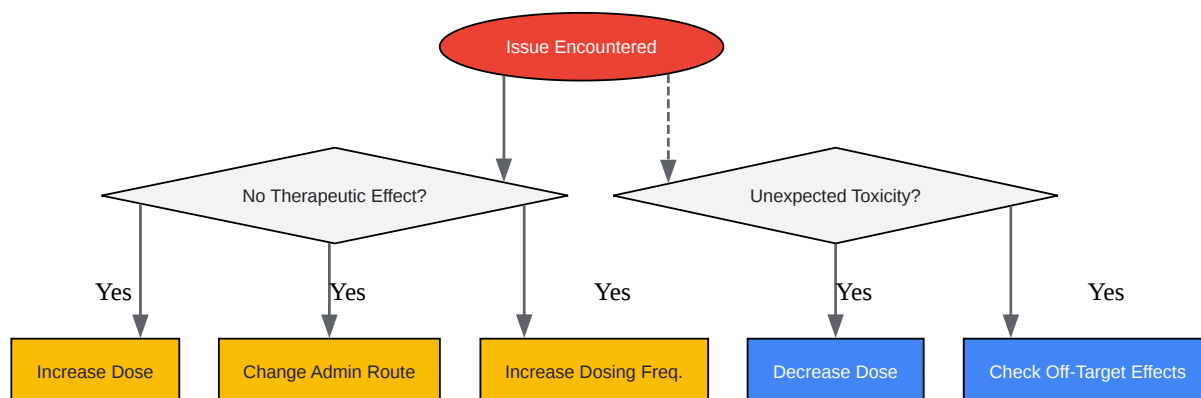 Issue Encountered
No Therapeutic Effect?
Unexpected Toxicity?
Yes
Yes
Yes
Yes
Yes
Increase Dose
Change Admin Route
Increase Dosing Freq.
Decrease Dose
Check Off-Target Effects